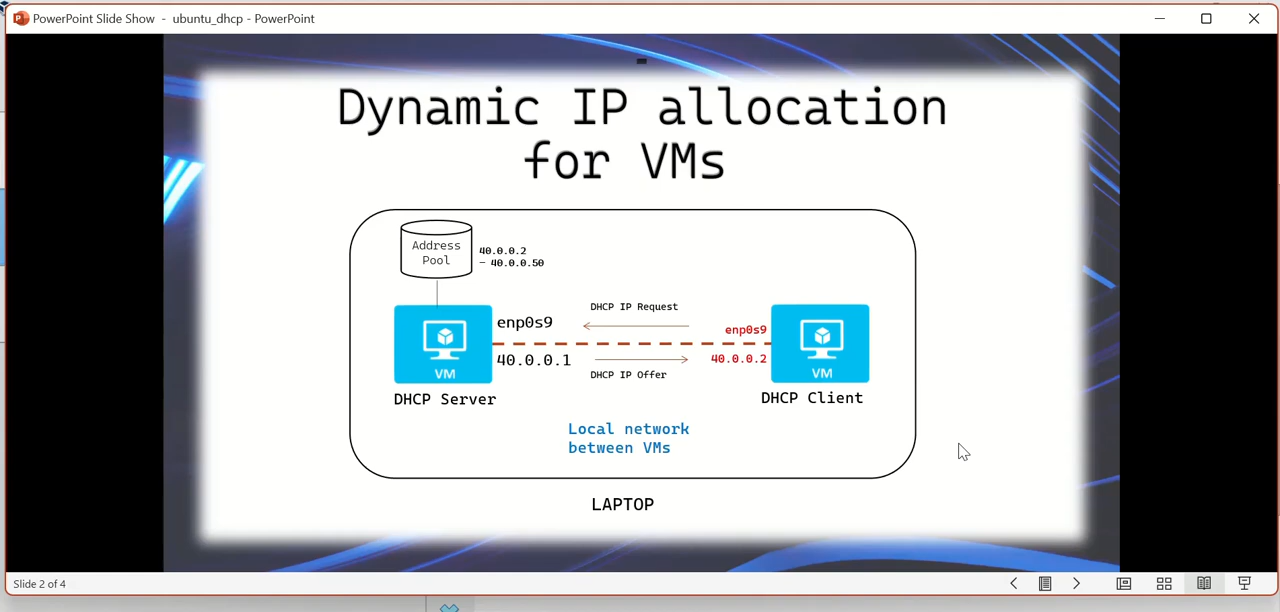 PowerPoint Slide Show - ubuntu_dhcp - PowerPoint
Dynamic IP allocation
for VMs
Address
Pool
40.0.0.2
– 40.0.0.50
DHCP IP Request
enp0s9
enp0s9
40.0.0.1
40.0.0.2
DHCP IP Offer
VM
VM
DHCP Server
DHCP Client
Local network
between VMs
LAPTOP
Slide 2 of 4